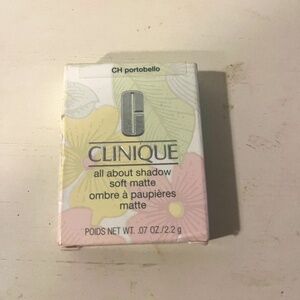 CH portobello
CLINIQUE
all about shadow
soft matte
ombre à paupières
matte
POIDS NET WT. .07 OZ./2.2 g